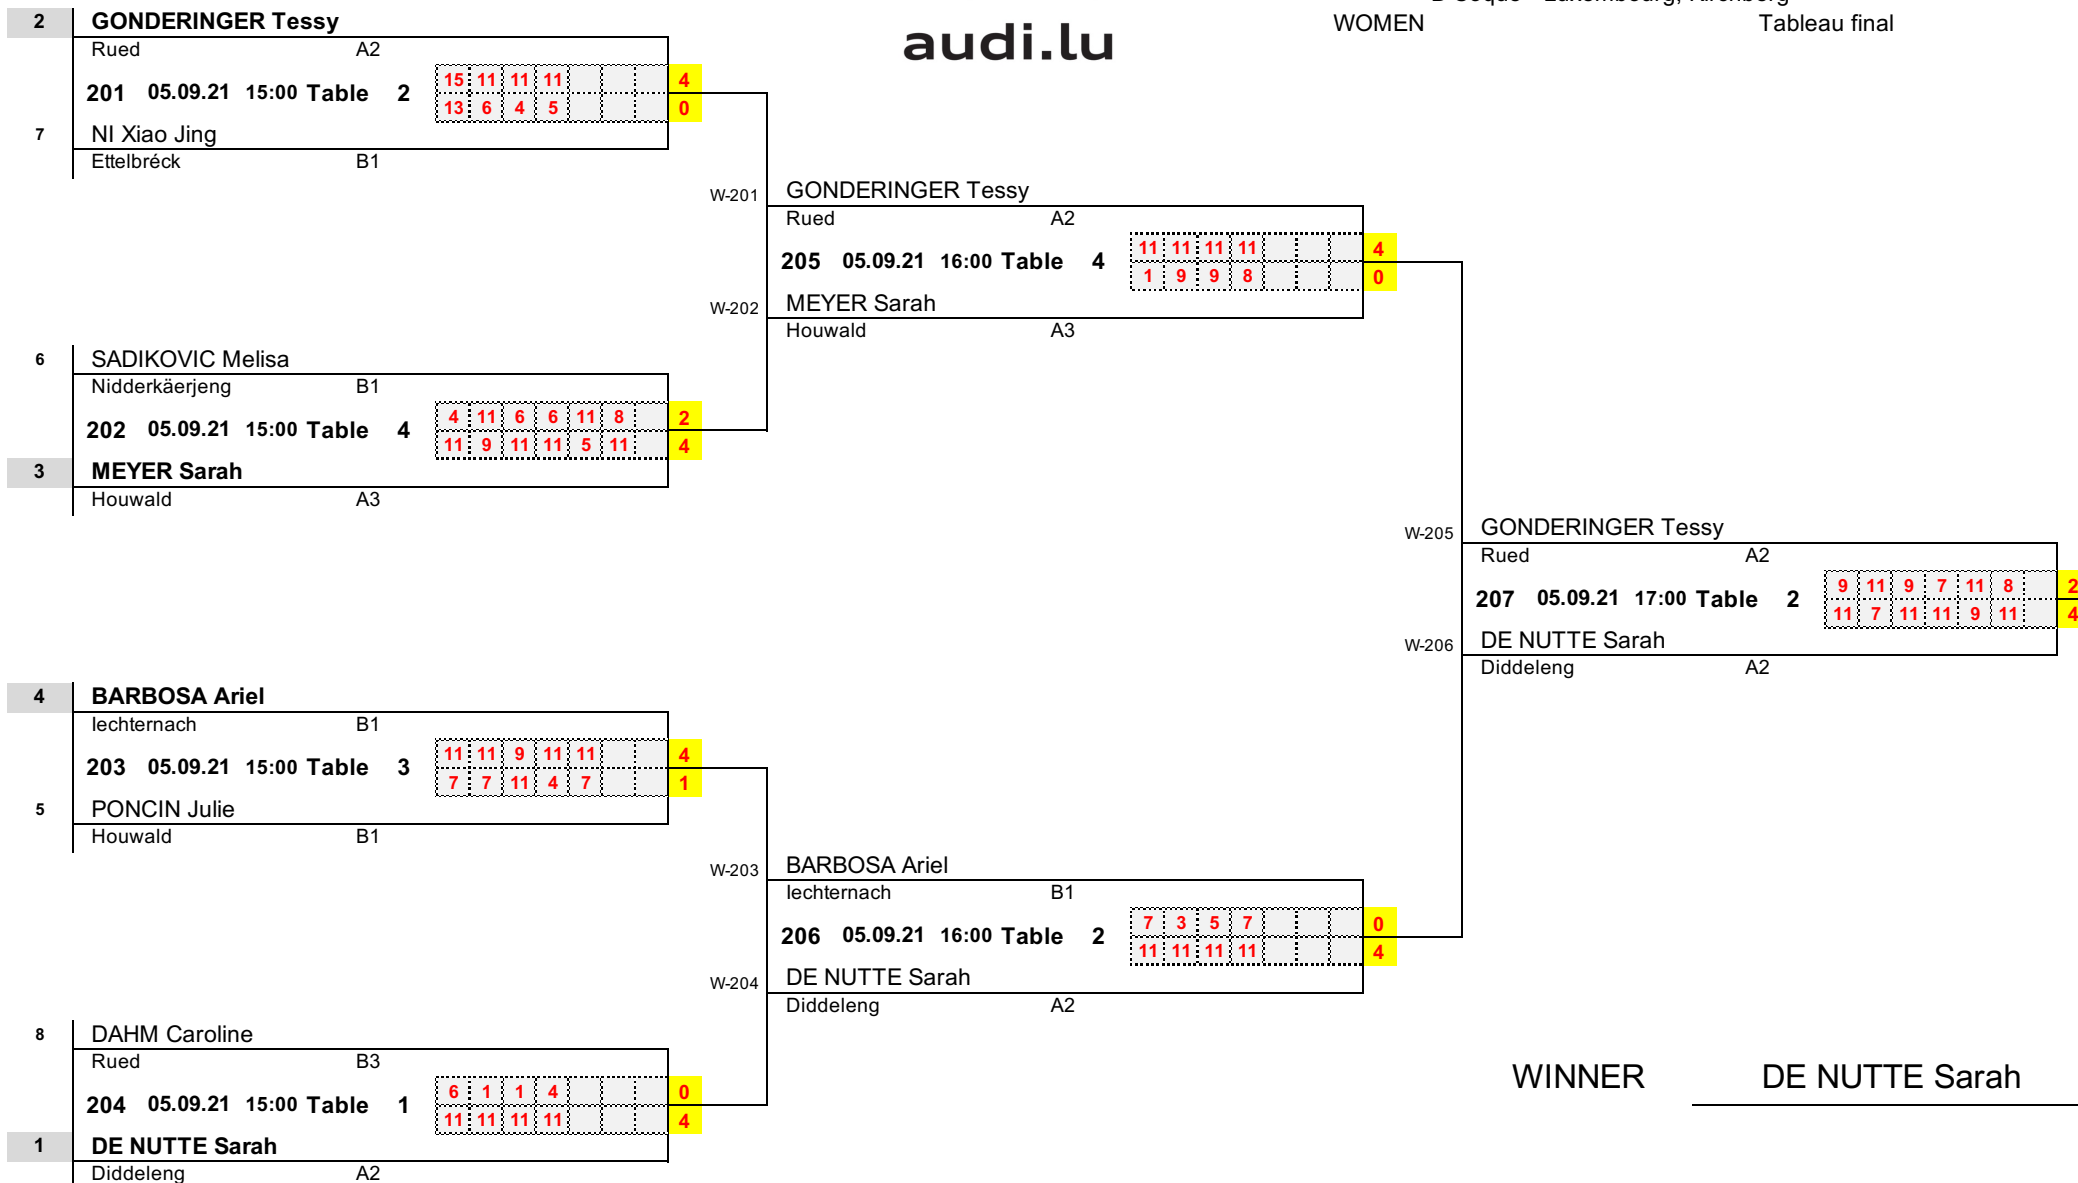 D'Coque - Luxembourg, Kirchberg
audi.lu
WOMEN Tableau final
2 GONDERINGER Tessy
Rued A2
201 05.09.21 15:00 Table 2
15 11 11 11 4
13 6 4 5 0
7 NI Xiao Jing
Ettelbréck B1
W-201 GONDERINGER Tessy
Rued A2
205 05.09.21 16:00 Table 4
11 11 11 11 4
1 9 9 8 0
W-202 MEYER Sarah
Houwald A3
6 SADIKOVIC Melisa
Nidderkäerjeng B1
202 05.09.21 15:00 Table 4
4 11 6 6 11 8 2
11 9 11 11 5 11 4
3 MEYER Sarah
Houwald A3
W-205 GONDERINGER Tessy
Rued A2
207 05.09.21 17:00 Table 2
9 11 9 7 11 8 2
11 7 11 11 9 11 4
W-206 DE NUTTE Sarah
Diddeleng A2
4 BARBOSA Ariel
Iechternach B1
203 05.09.21 15:00 Table 3
11 11 9 11 11 4
7 7 11 4 7 1
5 PONCIN Julie
Houwald B1
W-203 BARBOSA Ariel
Iechternach B1
206 05.09.21 16:00 Table 2
7 3 5 7 0
11 11 11 11 4
W-204 DE NUTTE Sarah
Diddeleng A2
8 DAHM Caroline
Rued B3
204 05.09.21 15:00 Table 1
6 1 1 4 0
11 11 11 11 4
1 DE NUTTE Sarah
Diddeleng A2
WINNER DE NUTTE Sarah